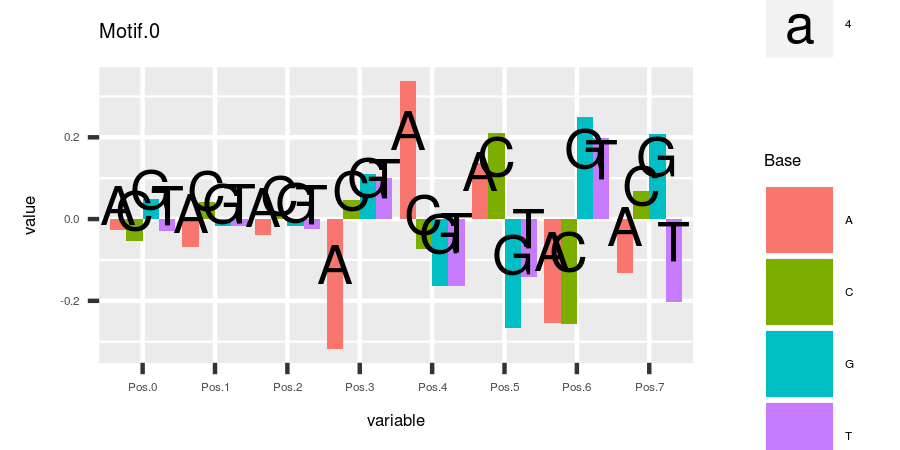 Motif.0
a 4
value
0.2
0.0
-0.2
A C G T A C G T A C G T A C G T A C G T A C G T A C G T A C G T
Pos.0 Pos.1 Pos.2 Pos.3 Pos.4 Pos.5 Pos.6 Pos.7
variable
Base
A
C
G
T